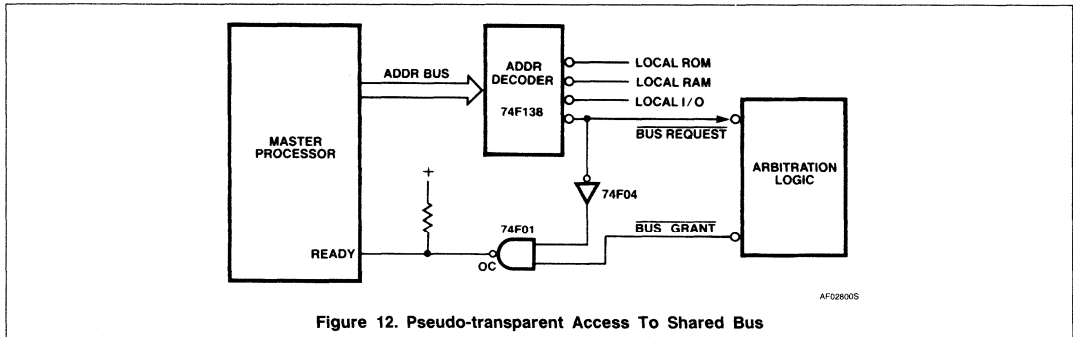 ADDR BUS
ADDR
DECODER
74F138
LOCAL ROM
LOCAL RAM
LOCAL I/O
BUS REQUEST
MASTER
PROCESSOR
ARBITRATION
LOGIC
+
74F04
74F01
BUS GRANT
READY
OC
AF02800S
Figure 12. Pseudo-transparent Access To Shared Bus